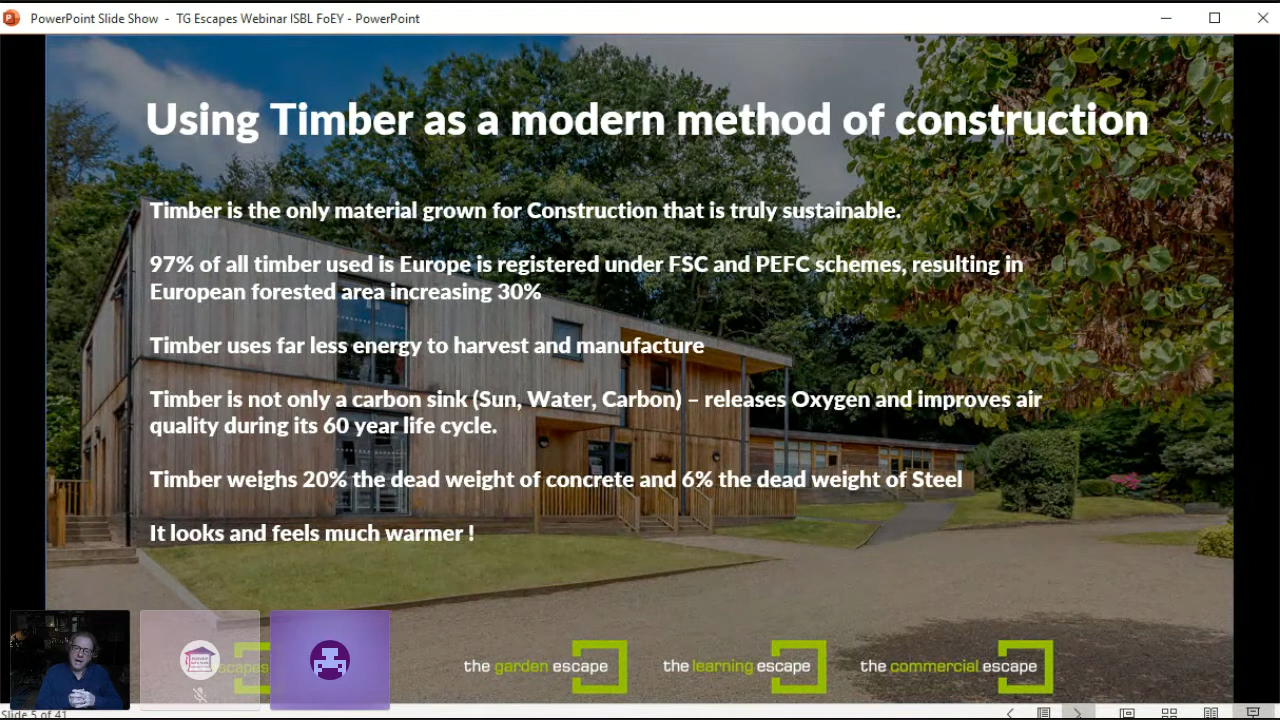 PowerPoint Slide Show - TG Escapes Webinar ISBL FoEY - PowerPoint
Using Timber as a modern method of construction
Timber is the only material grown for Construction that is truly sustainable.
97% of all timber used is Europe is registered under FSC and PEFC schemes, resulting in
European forested area increasing 30%
Timber uses far less energy to harvest and manufacture
Timber is not only a carbon sink (Sun, Water, Carbon) – releases Oxygen and improves air
quality during its 60 year life cycle.
Timber weighs 20% the dead weight of concrete and 6% the dead weight of Steel
It looks and feels much warmer !
escapes
the garden escape
the learning escape
the commercial escape
Slide 5 of 41